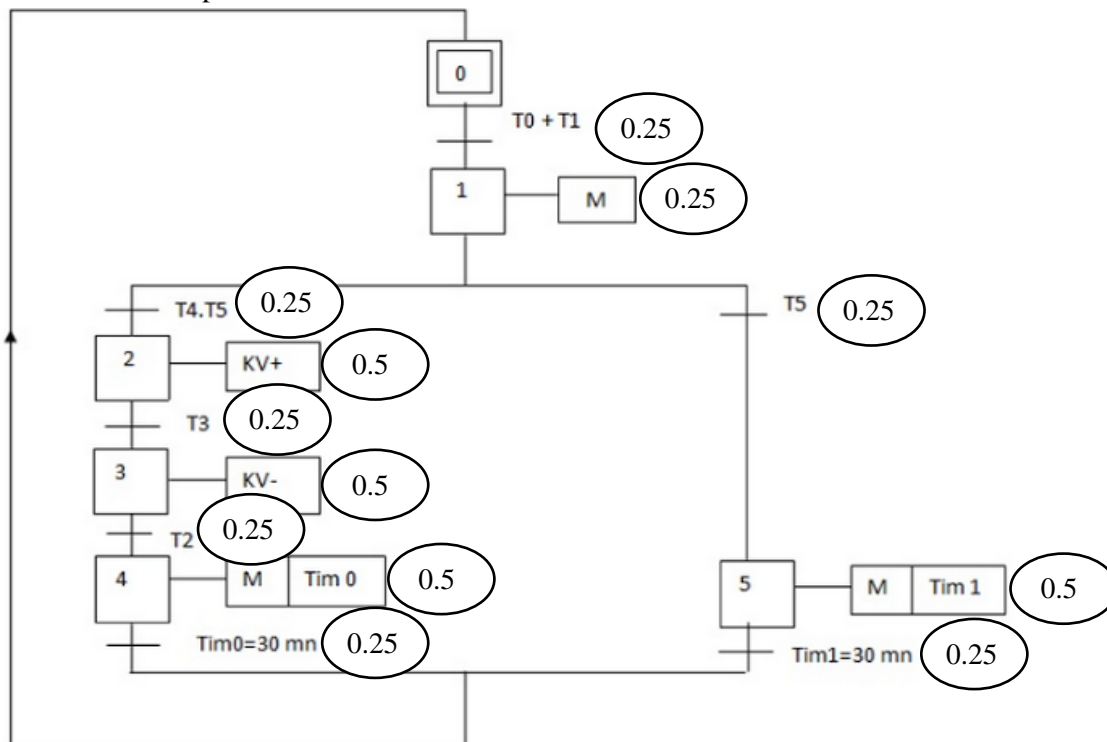 0
T0 + T1 0.25
1 M 0.25
T4.T5 0.25 T5 0.25
2 KV+ 0.5
T3 0.25
3 KV- 0.5
T2 0.25
4 M Tim 0 0.5 5 M Tim 1 0.5
Tim0=30 mn 0.25 Tim1=30 mn 0.25